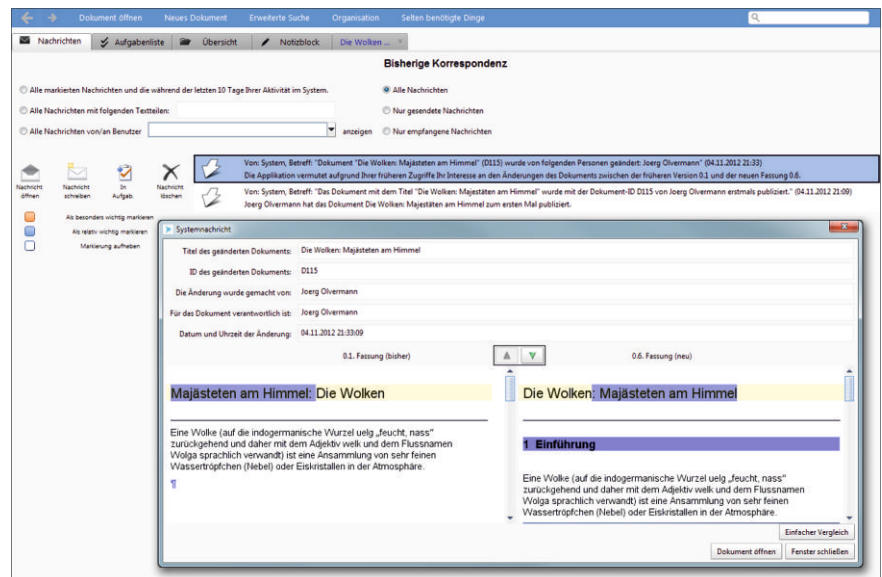 Dokument öffnen Neues Dokument Erweiterte Suche Organisation Selten benötigte Dinge
Nachrichten Aufgabenliste Übersicht Notizblock Die Wolken ...
Bisherige Korrespondenz
Alle markierten Nachrichten und die während der letzten 10 Tage Ihrer Aktivität im System. Alle Nachrichten
Alle Nachrichten mit folgenden Textteilen: Nur gesendete Nachrichten
Alle Nachrichten von/an Benutzer anzeigen Nur empfangene Nachrichten
Nachricht öffnen
Nachricht schreiben
In Aufgab.
Nachricht löschen
Von: System, Betreff: "Dokument "Die Wolken: Majästeten am Himmel" (D115) wurde von folgenden Personen geändert: Joerg Olvermann" (04.11.2012 21:33)
Die Applikation vermutet aufgrund Ihrer früheren Zugriffe Ihr Interesse an den Änderungen des Dokuments zwischen der früheren Version 0.1 und der neuen Fassung 0.6.
Von: System, Betreff: "Das Dokument mit dem Titel "Die Wolken: Majestäten am Himmel" wurde mit der Dokument-ID D115 von Joerg Olvermann erstmals publiziert." (04.11.2012 21:09)
Joerg Olvermann hat das Dokument Die Wolken: Majästeten am Himmel zum ersten Mal publiziert.
Als besonders wichtig markieren
Als relativ wichtig markieren
Markierung aufheben
Systemnachricht
Titel des geänderten Dokuments: Die Wolken: Majästeten am Himmel
ID des geänderten Dokuments: D115
Die Änderung wurde gemacht von: Joerg Olvermann
Für das Dokument verantwortlich ist: Joerg Olvermann
Datum und Uhrzeit der Änderung: 04.11.2012 21:33:09
0.1. Fassung (bisher) 0.6. Fassung (neu)
Majästeten am Himmel: Die Wolken
Eine Wolke (auf die indogermanische Wurzel uelg „feucht, nass"
zurückgehend und daher mit dem Adjektiv welk und dem Flussnamen
Wolga sprachlich verwandt) ist eine Ansammlung von sehr feinen
Wassertröpfchen (Nebel) oder Eiskristallen in der Atmosphäre.
¶
Die Wolken: Majästeten am Himmel
1 Einführung
Eine Wolke (auf die indogermanische Wurzel uelg „feucht, nass"
zurückgehend und daher mit dem Adjektiv welk und dem Flussnamen
Wolga sprachlich verwandt) ist eine Ansammlung von sehr feinen
Wassertröpfchen (Nebel) oder Eiskristallen in der Atmosphäre.
Einfacher Vergleich
Dokument öffnen Fenster schließen